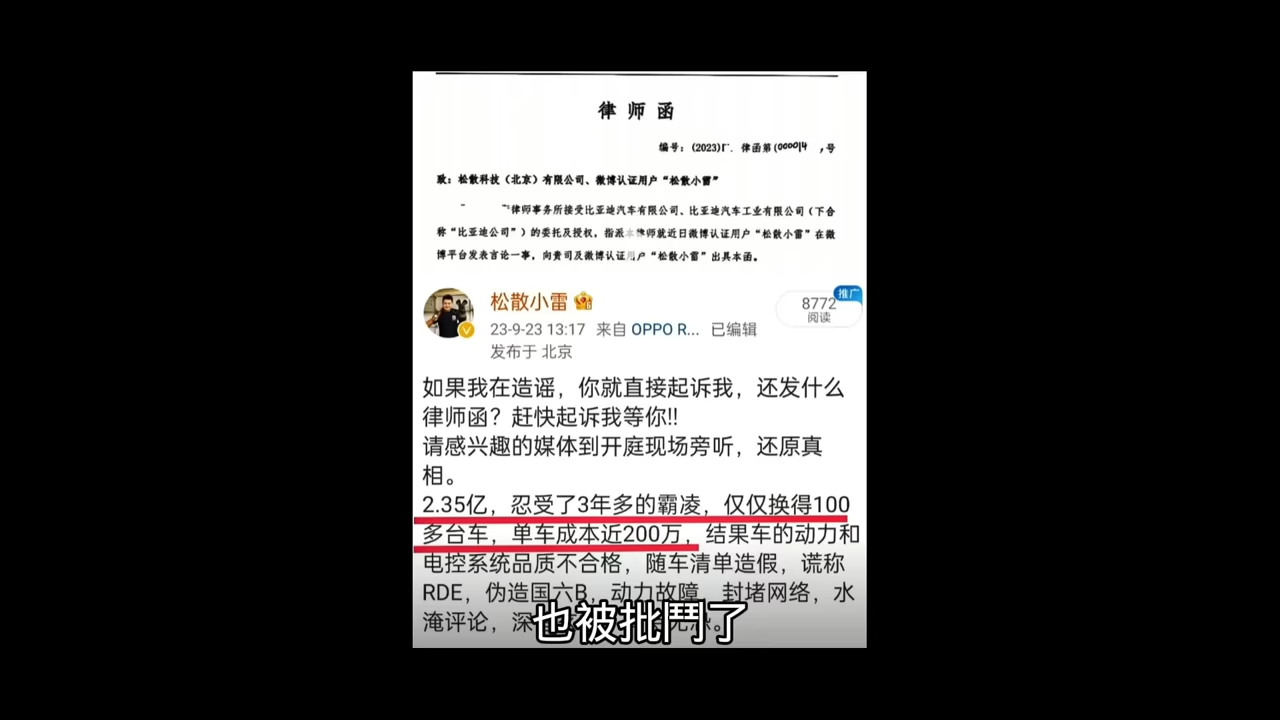 律师函
编号：(2023)r. 律函第(000014 ，号
致：松散科技（北京）有限公司、微博认证用户“松散小雷”
律师事务所接受比亚迪汽车有限公司、比亚迪汽车工业有限公司（下合
称“比亚迪公司”）的委托及授权，指派本律师就近日微博认证用户“松散小雷”在微
博平台发表言论一事，向贵司及微博认证用户“松散小雷”出具本函。
松散小雷
推广
8772
阅读
23-9-23 13:17 来自 OPPO R... 已编辑
发布于 北京
如果我在造谣，你就直接起诉我，还发什么
律师函？赶快起诉我等你!!
请感兴趣的媒体到开庭现场旁听，还原真
相。
2.35亿，忍受了3年多的霸凌，仅仅换得100
多台车，单车成本近200万，结果车的动力和
电控系统品质不合格，随车清单造假，谎称
RDE，伪造国六B，动力故障，封堵网络，水
淹评论，深
也被批鬥了